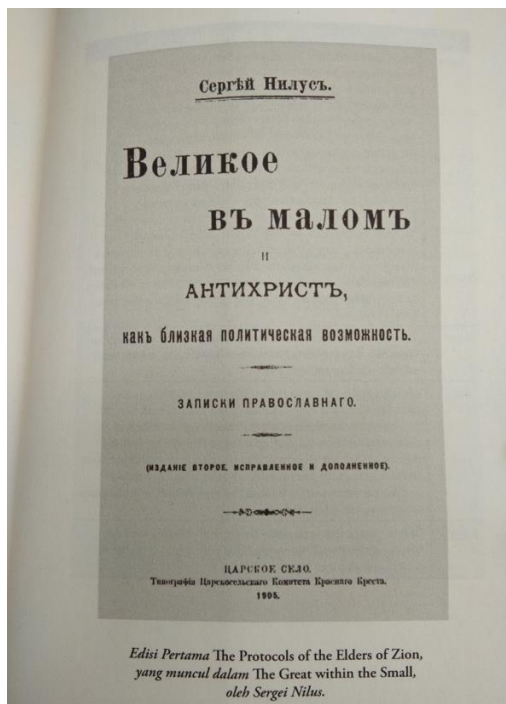 Сергѣй Нилусъ.
Великое
въ маломъ
и
АНТИХРИСТЪ,
какъ близкая политическая возможность.
ЗАПИСКИ ПРАВОСЛАВНАГО.
(ИЗДАНІЕ ВТОРОЕ, ИСПРАВЛЕННОЕ И ДОПОЛНЕННОЕ).
ЦАРСКОЕ СЕЛО.
Типографія Царскосельскаго Комитета Краснаго Креста.
1905.
Edisi Pertama The Protocols of the Elders of Zion,
yang muncul dalam The Great within the Small,
oleh Sergei Nilus.